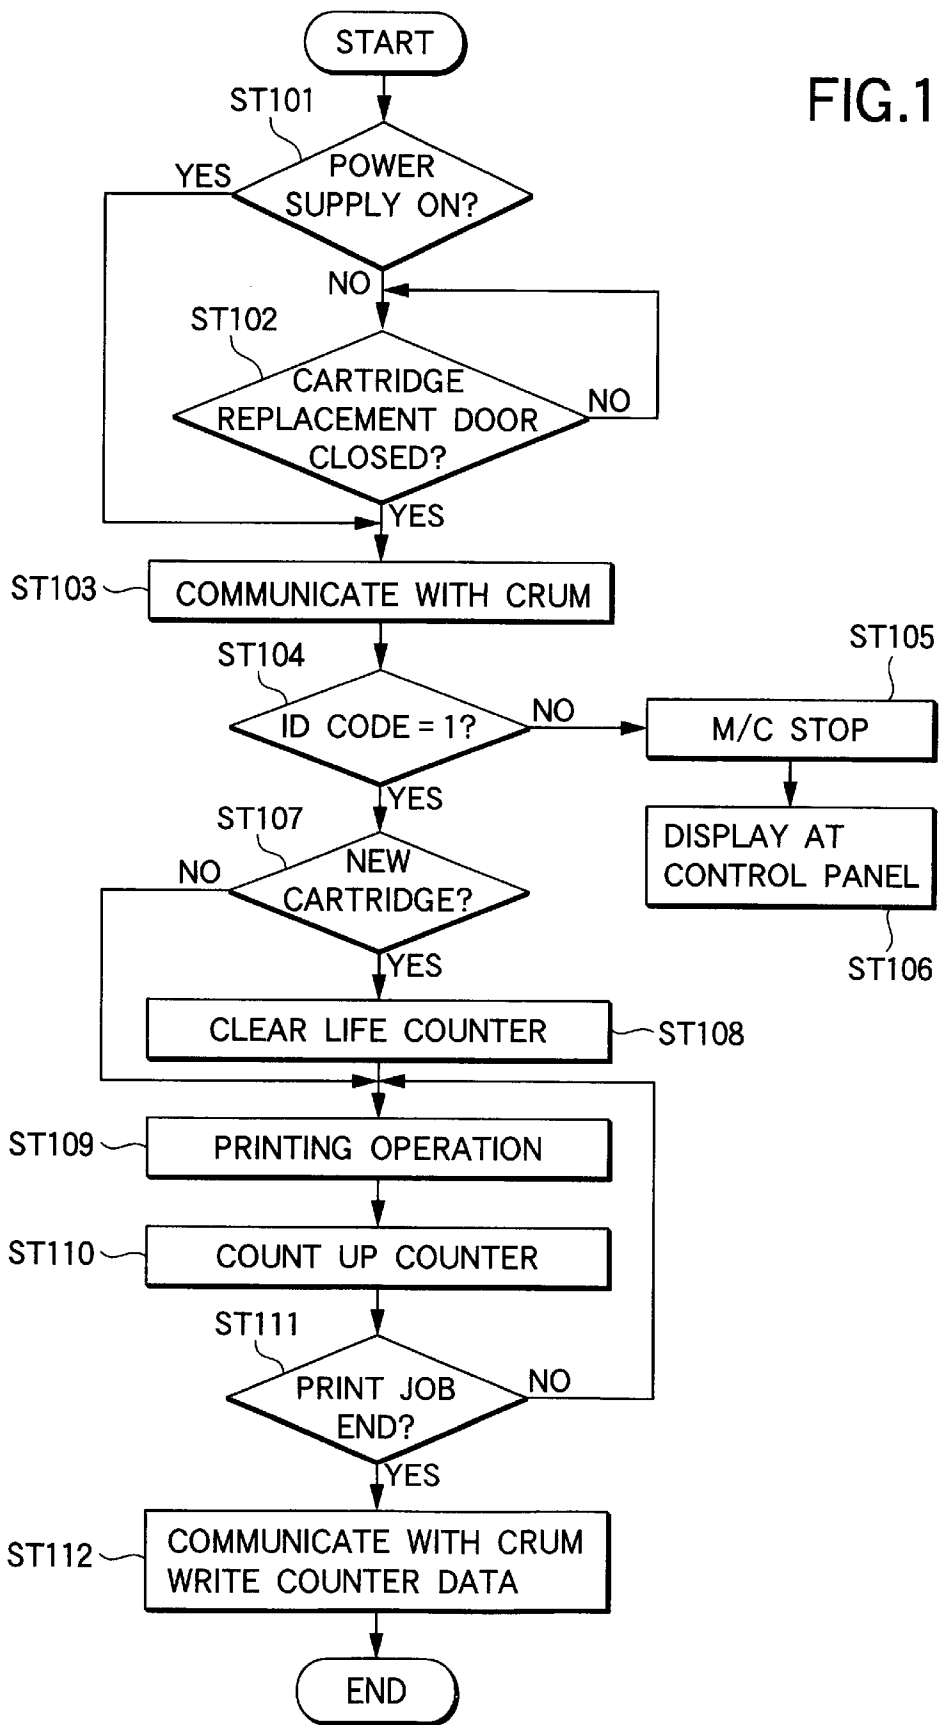 START
FIG.1
ST101
POWER
SUPPLY ON?
YES
NO
ST102
CARTRIDGE
REPLACEMENT DOOR
CLOSED?
NO
YES
ST103
COMMUNICATE WITH CRUM
ST104
ID CODE = 1?
NO
ST105
M/C STOP
YES
DISPLAY AT
CONTROL PANEL
ST106
ST107
NEW
CARTRIDGE?
NO
YES
CLEAR LIFE COUNTER
ST108
ST109
PRINTING OPERATION
ST110
COUNT UP COUNTER
ST111
PRINT JOB
END?
NO
YES
ST112
COMMUNICATE WITH CRUM
WRITE COUNTER DATA
END